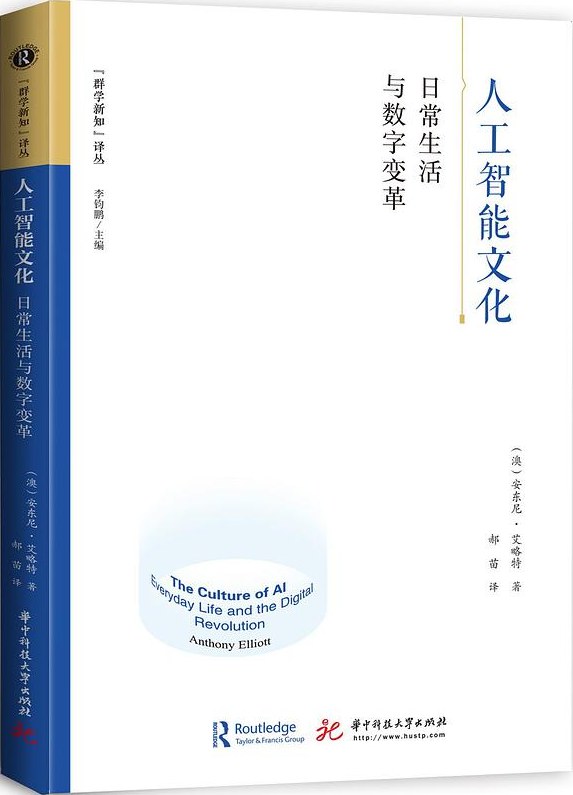 ROUTLEDGE
「群学新知」译丛
人工智能文化
日常生活与数字变革
（澳）安东尼·艾略特 著
郝苗 译
华中科技大学出版社
人工智能文化
日常生活
与数字变革
「群学新知」译丛
李钧鹏/主编
（澳）安东尼·艾略特 著
郝苗 译
The Culture of AI
Everyday Life and the Digital
Revolution
Anthony Elliott
Routledge
Taylor & Francis Group
ROUTLEDGE
华中科技大学出版社
http://www.hustp.com